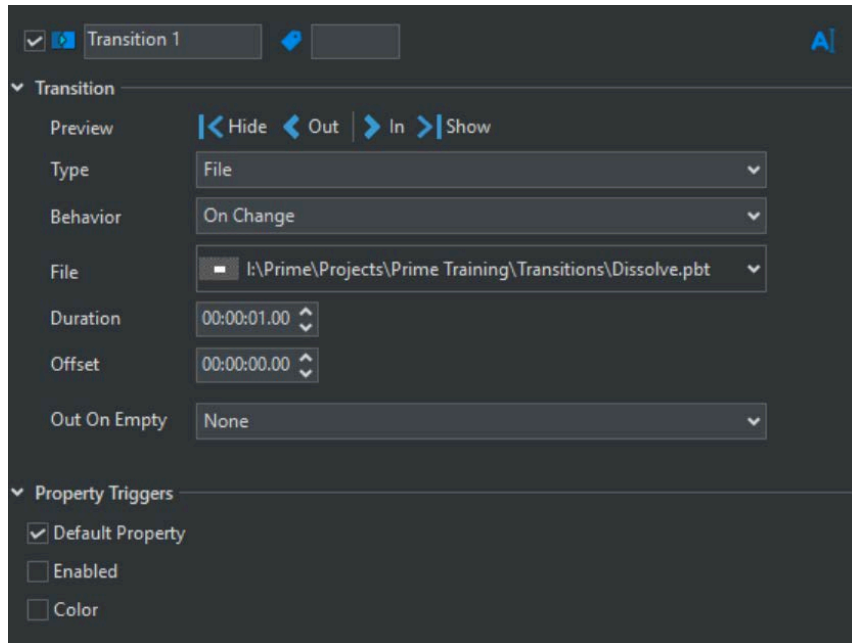 Transition 1
Transition
Preview Hide Out In Show
Type File
Behavior On Change
File I:\Prime\Projects\Prime Training\Transitions\Dissolve.pbt
Duration 00:00:01.00
Offset 00:00:00.00
Out On Empty None
Property Triggers
Default Property
Enabled
Color